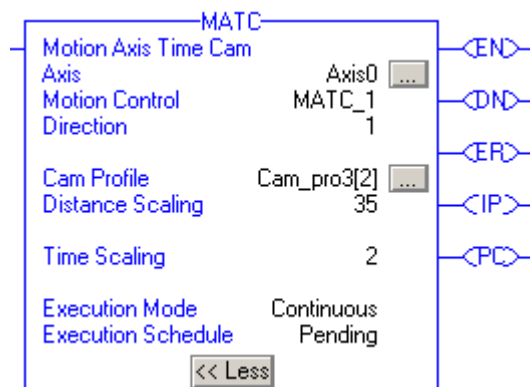 MATC
Motion Axis Time Cam
EN
Axis Axis0 ...
Motion Control MATC_1
DN
Direction 1
ER
Cam Profile Cam_pro3[2] ...
Distance Scaling 35
IP
Time Scaling 2
PC
Execution Mode Continuous
Execution Schedule Pending
<< Less